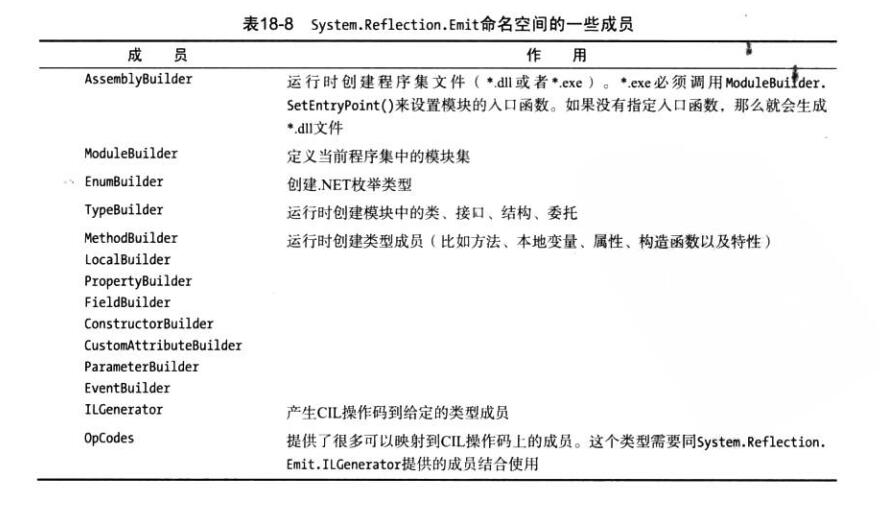 表18-8 System.Reflection.Emit命名空间的一些成员
成 员 作 用
AssemblyBuilder 运行时创建程序集文件（*.dll或者*.exe）。*.exe必须调用ModuleBuilder.
SetEntryPoint()来设置模块的入口函数。如果没有指定入口函数，那么就会生成
*.dll文件
ModuleBuilder 定义当前程序集中的模块集
EnumBuilder 创建.NET枚举类型
TypeBuilder 运行时创建模块中的类、接口、结构、委托
MethodBuilder 运行时创建类型成员（比如方法、本地变量、属性、构造函数以及特性）
LocalBuilder
PropertyBuilder
FieldBuilder
ConstructorBuilder
CustomAttributeBuilder
ParameterBuilder
EventBuilder
ILGenerator 产生CIL操作码到给定的类型成员
OpCodes 提供了很多可以映射到CIL操作码上的成员。这个类型需要同System.Reflection.
Emit.ILGenerator提供的成员结合使用